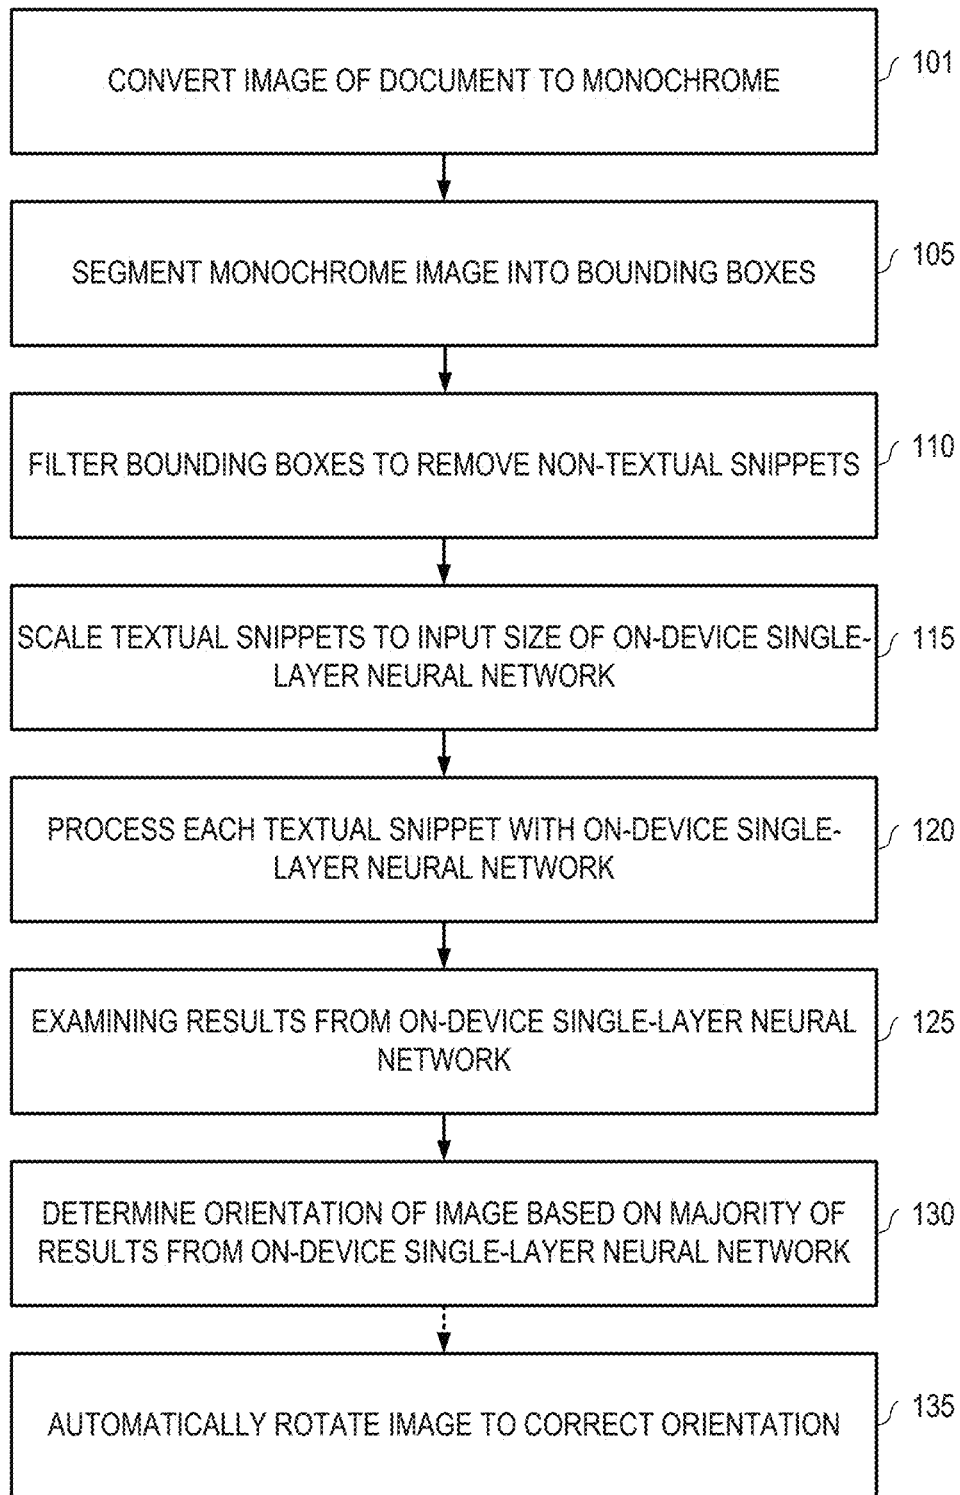 CONVERT IMAGE OF DOCUMENT TO MONOCHROME
101
SEGMENT MONOCHROME IMAGE INTO BOUNDING BOXES
105
FILTER BOUNDING BOXES TO REMOVE NON-TEXTUAL SNIPPETS
110
SCALE TEXTUAL SNIPPETS TO INPUT SIZE OF ON-DEVICE SINGLE-
LAYER NEURAL NETWORK
115
PROCESS EACH TEXTUAL SNIPPET WITH ON-DEVICE SINGLE-
LAYER NEURAL NETWORK
120
EXAMINING RESULTS FROM ON-DEVICE SINGLE-LAYER NEURAL
NETWORK
125
DETERMINE ORIENTATION OF IMAGE BASED ON MAJORITY OF
RESULTS FROM ON-DEVICE SINGLE-LAYER NEURAL NETWORK
130
AUTOMATICALLY ROTATE IMAGE TO CORRECT ORIENTATION
135